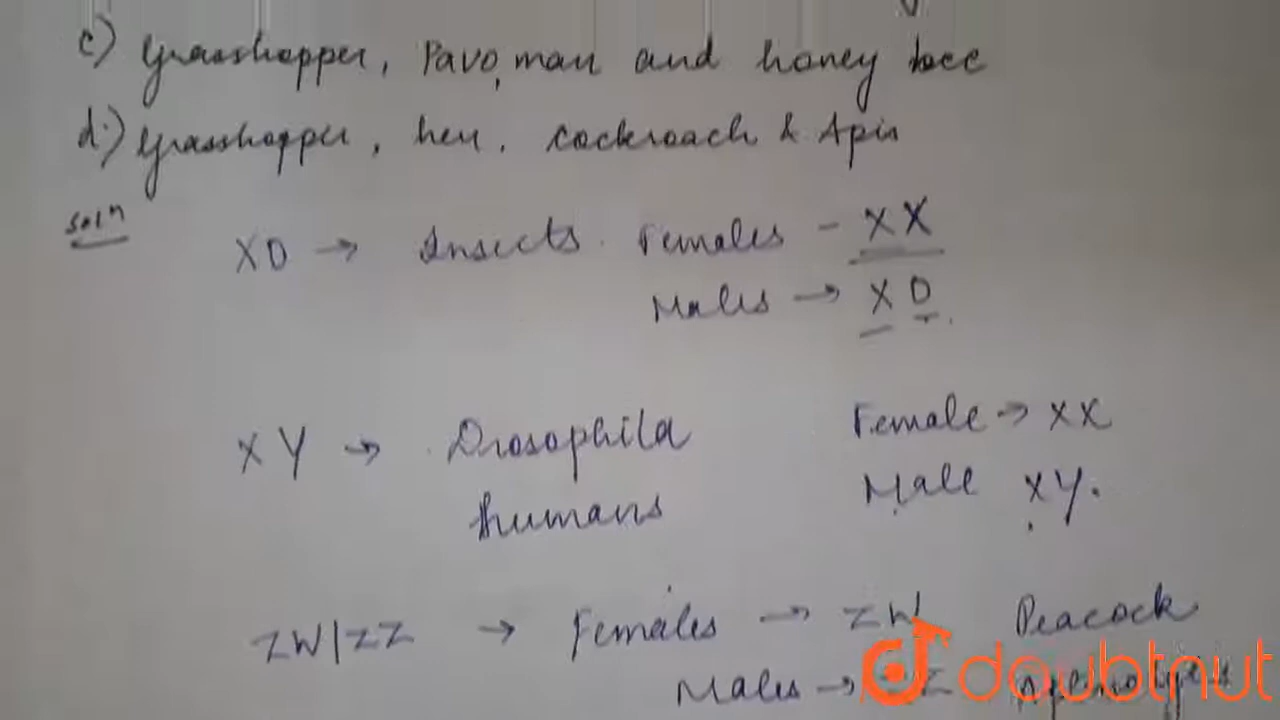 c) Grasshopper, Pavo, man and honey bee
d.) Grasshopper, hen, cockroach & Apis
Solⁿ
XO → Insects. Females - XX
Males → XO
XY → Drosophila Female → XX
humans Male XY.
ZW/ZZ → Females → ZW Peacock
Males → Z
doubtnut